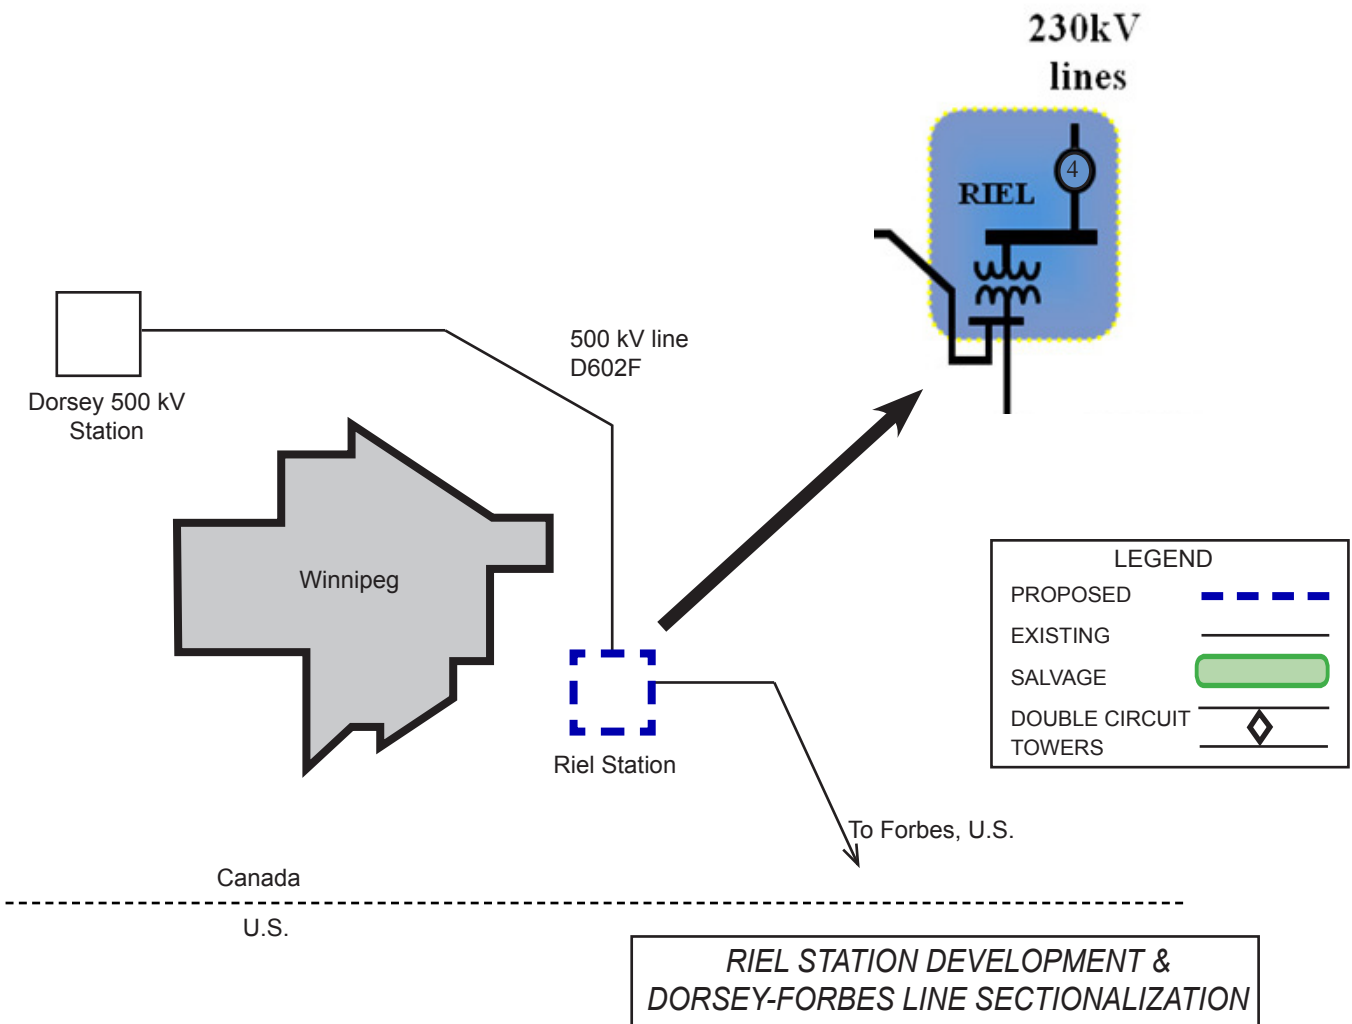 230kV
lines
RIEL
4
500 kV line
D602F
Dorsey 500 kV
Station
Winnipeg
Riel Station
LEGEND
PROPOSED
EXISTING
SALVAGE
DOUBLE CIRCUIT
TOWERS
To Forbes, U.S.
Canada
U.S.
RIEL STATION DEVELOPMENT &
DORSEY-FORBES LINE SECTIONALIZATION